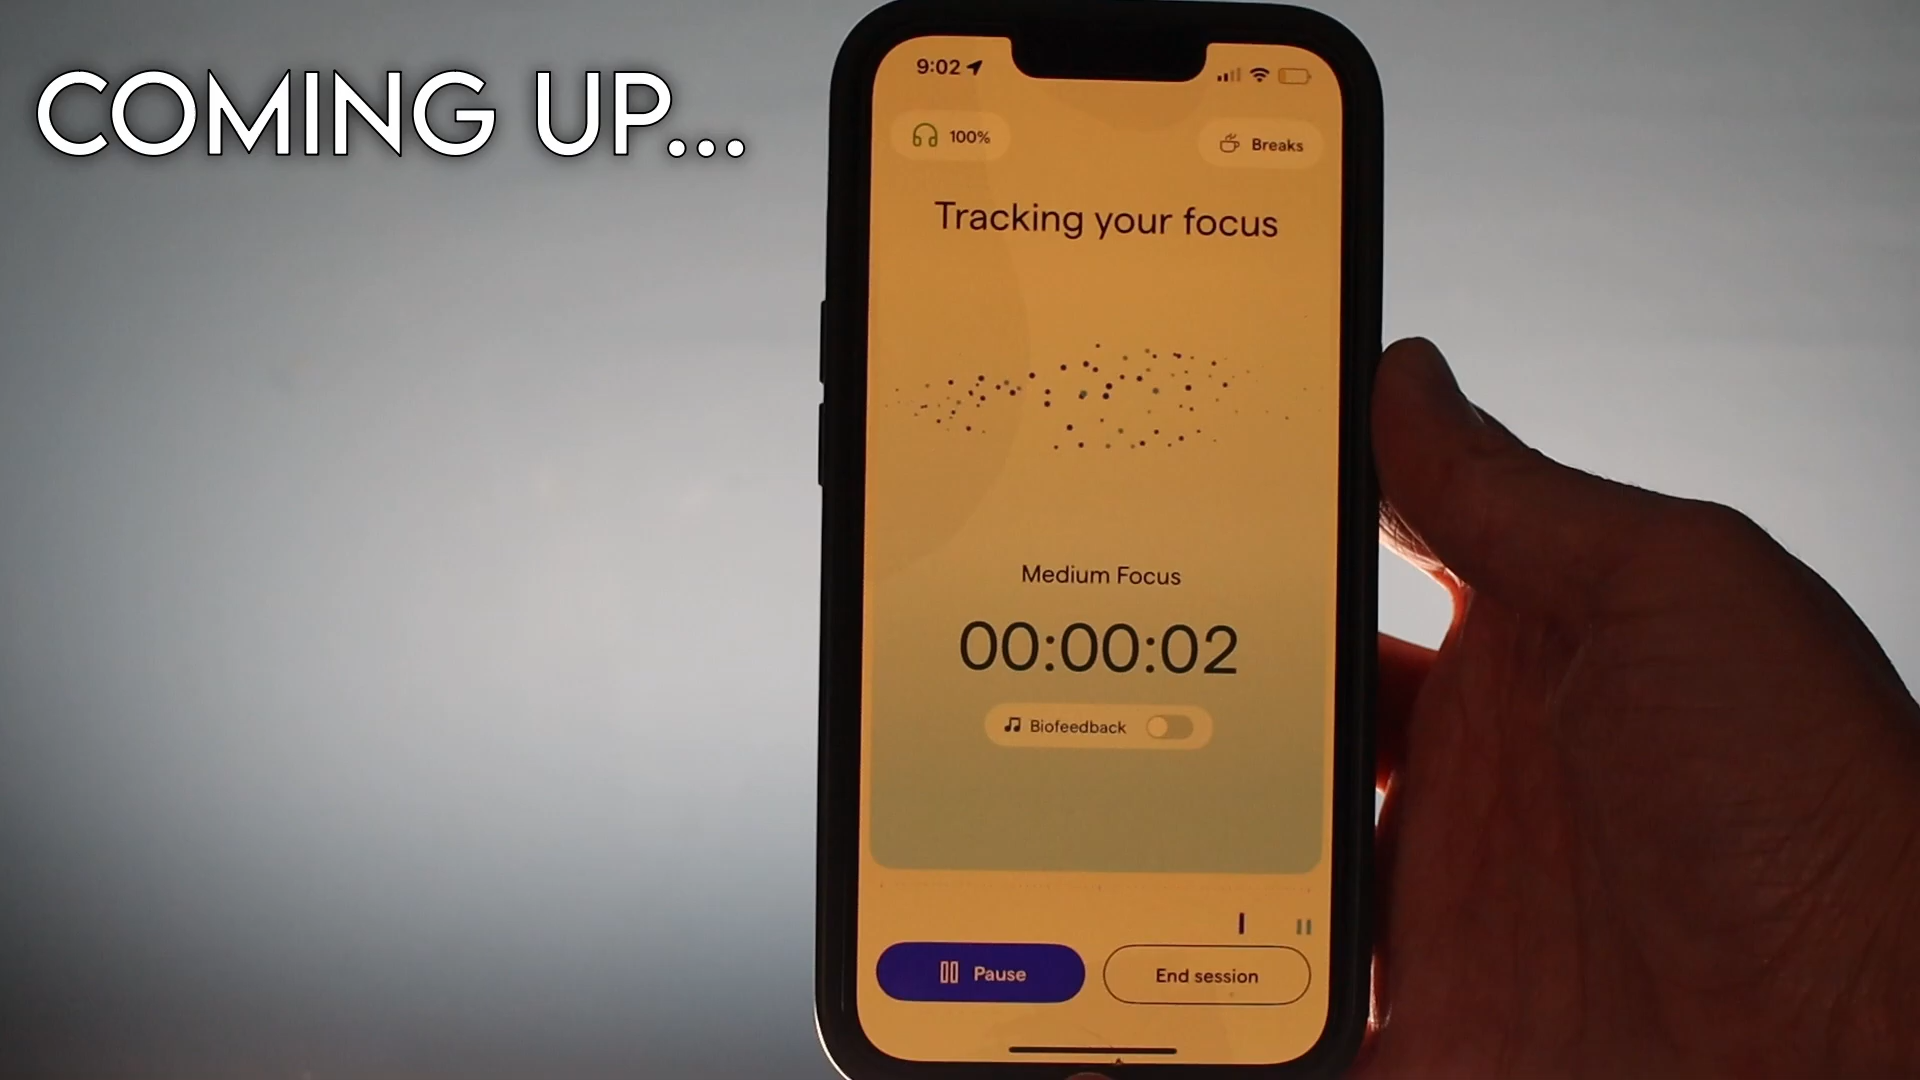 COMING UP...
9:02
100%
Breaks
Tracking your focus
Medium Focus
00:00:02
Biofeedback
Pause
End session